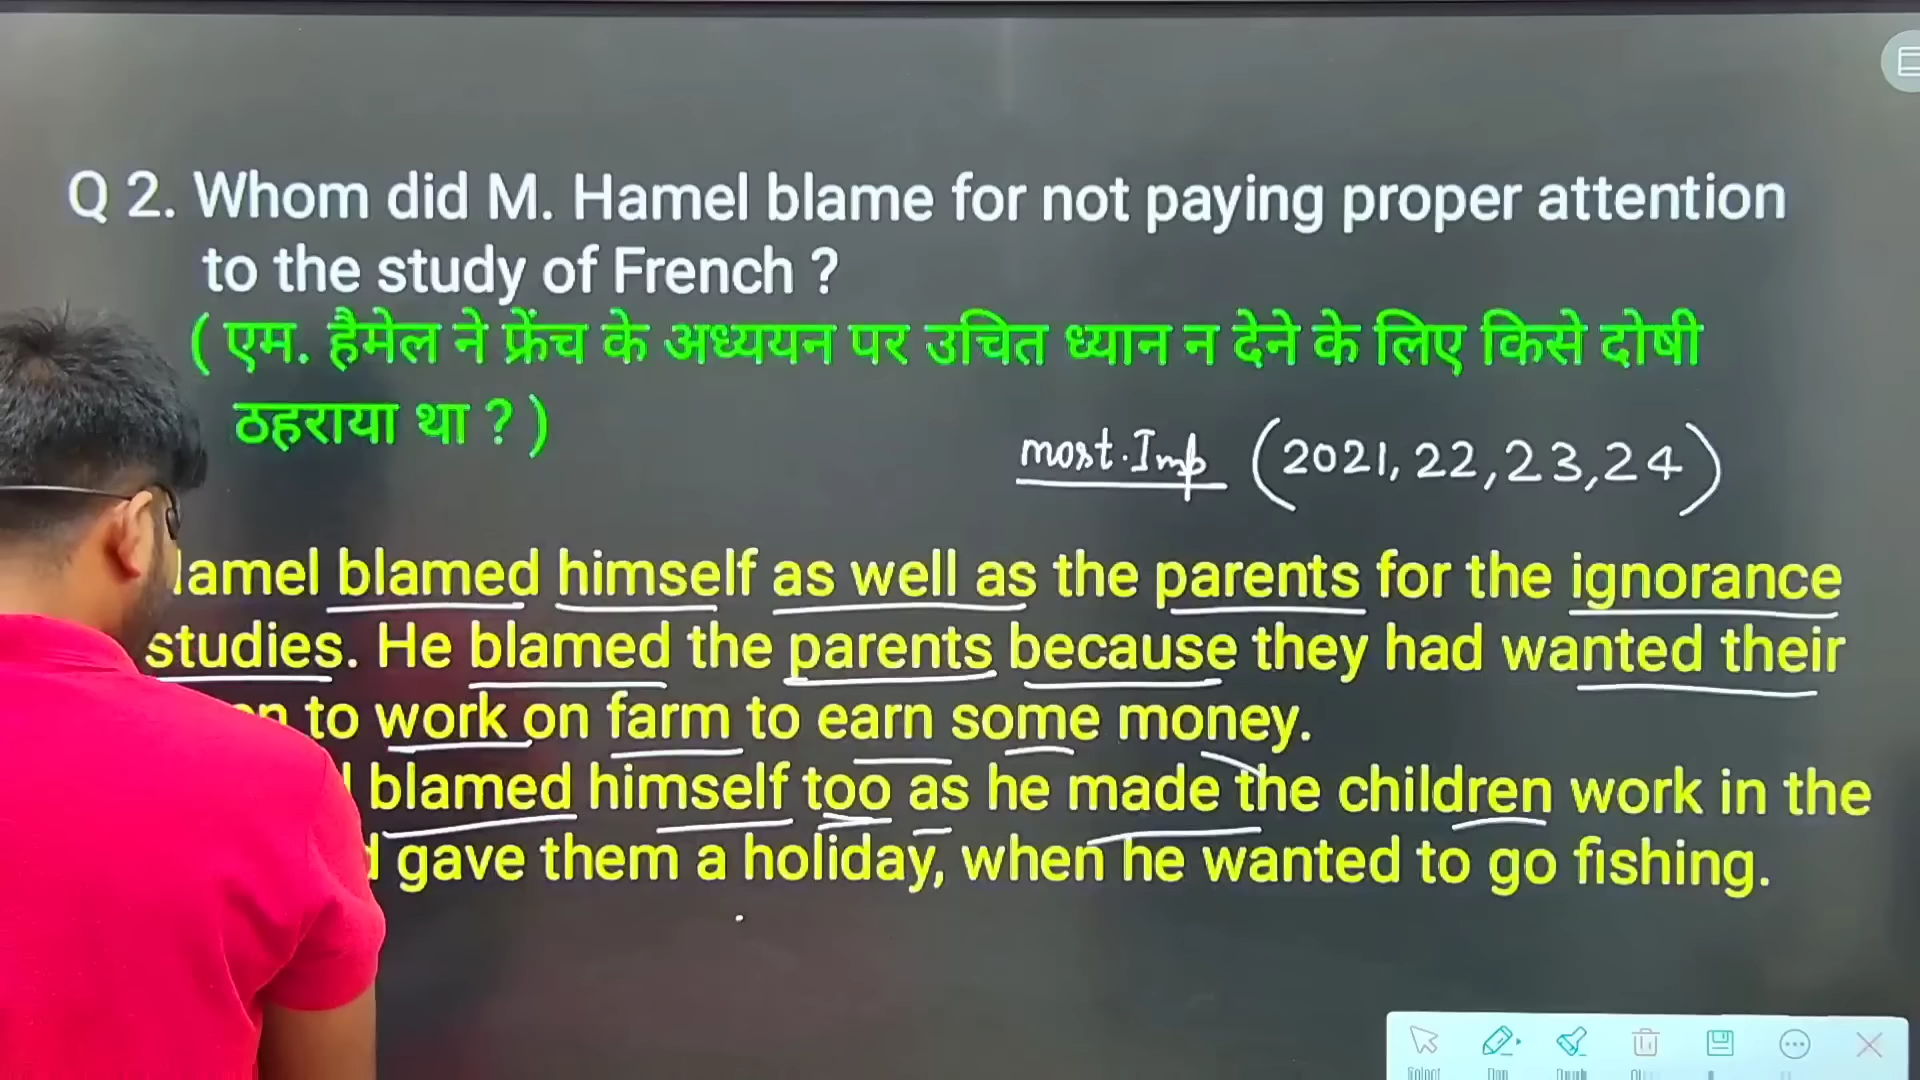 Q 2. Whom did M. Hamel blame for not paying proper attention
to the study of French ?
( एम. हैमेल ने फ्रेंच के अध्ययन पर उचित ध्यान न देने के लिए किसे दोषी
ठहराया था ? )
most. Imp (2021, 22, 23, 24)
blamed himself as well as the parents for the ignorance
studies. He blamed the parents because they had wanted their
to work on farm to earn some money.
blamed himself too as he made the children work in the
gave them a holiday, when he wanted to go fishing.